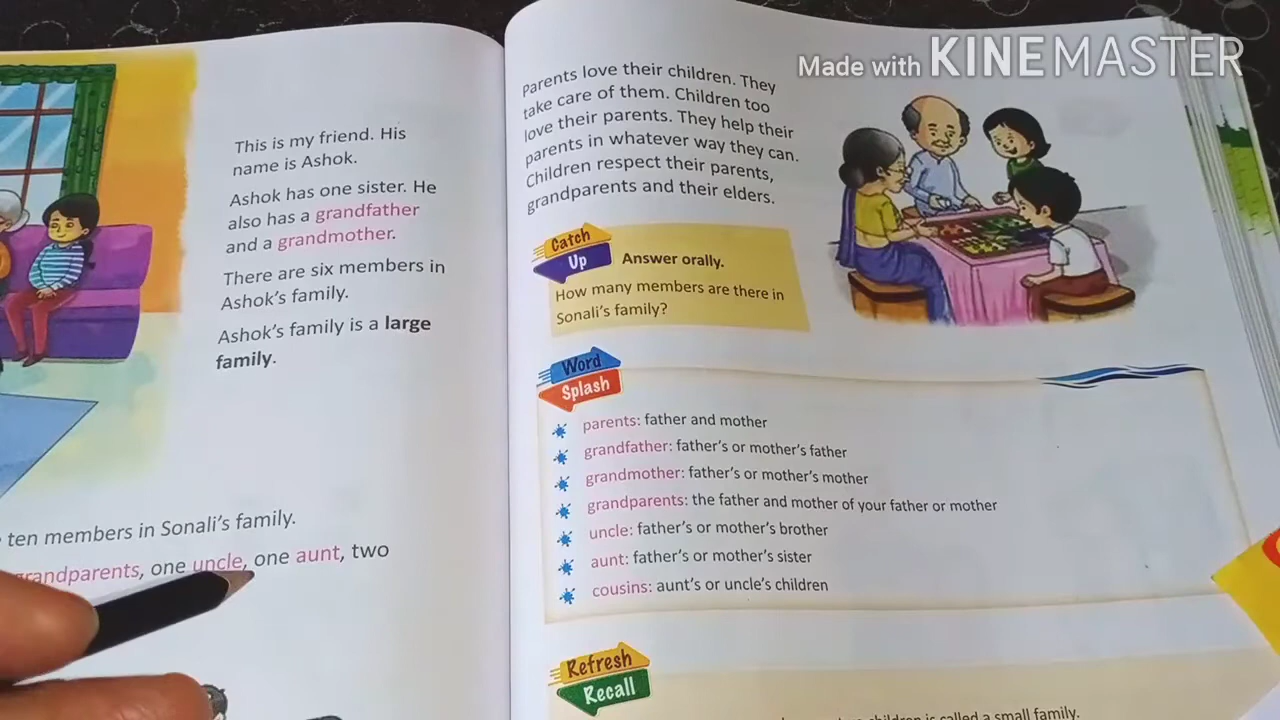 This is my friend. His
name is Ashok.
Ashok has one sister. He
also has a grandfather
and a grandmother.
There are six members in
Ashok's family.
Ashok's family is a large
family.
ten members in Sonali's family.
grandparents, one uncle, one aunt, two
Made with KINEMASTER
Parents love their children. They
take care of them. Children too
love their parents. They help their
parents in whatever way they can.
Children respect their parents,
grandparents and their elders.
Catch
Up
Answer orally.
How many members are there in
Sonali's family?
Word
Splash
parents: father and mother
grandfather: father's or mother's father
grandmother: father's or mother's mother
grandparents: the father and mother of your father or mother
uncle: father's or mother's brother
aunt: father's or mother's sister
cousins: aunt's or uncle's children
Refresh
Recall
children is called a small family.